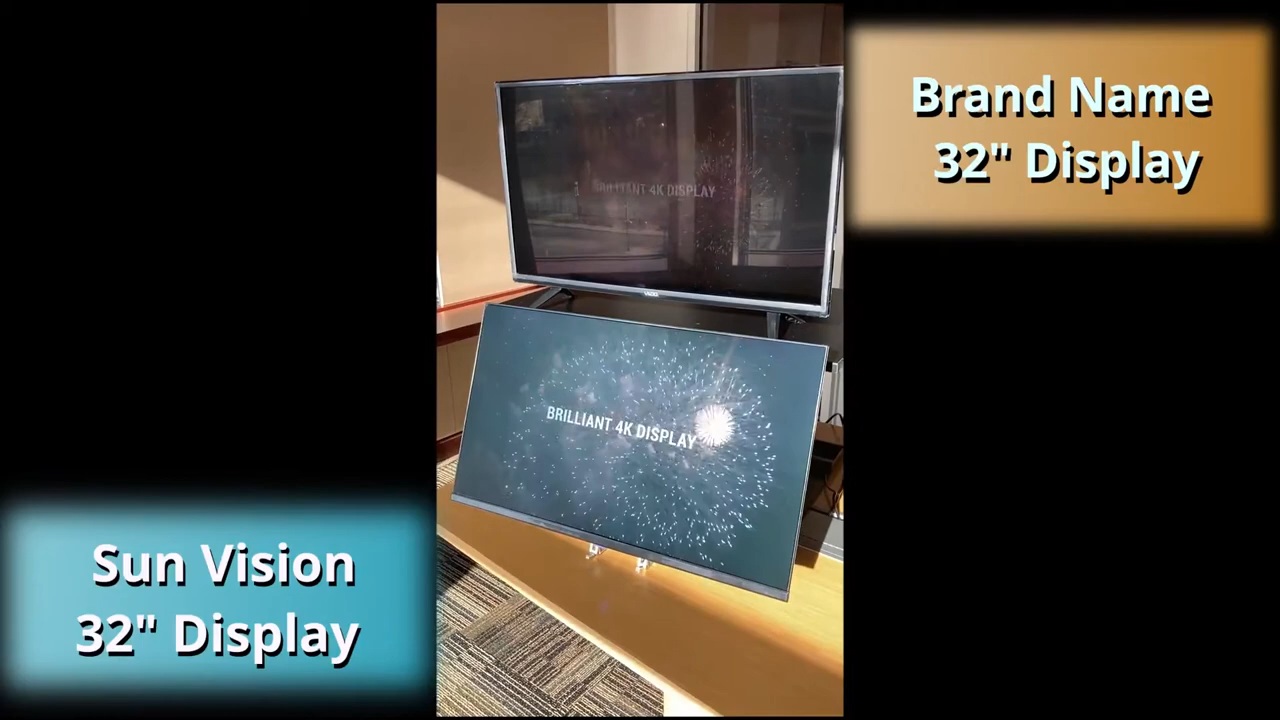 Brand Name
32" Display
BRILLIANT 4K DISPLAY
BRILLIANT 4K DISPLAY
Sun Vision
32" Display